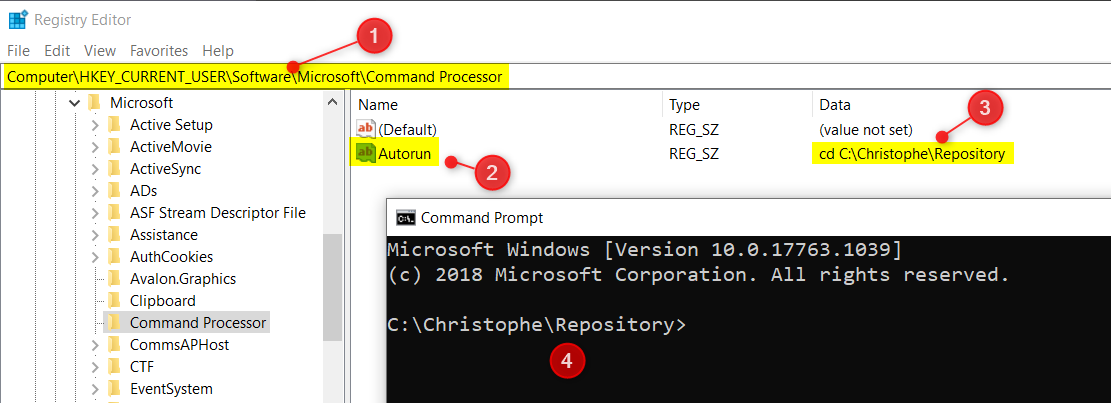 Registry Editor
File Edit View Favorites Help
1
Computer\HKEY_CURRENT_USER\Software\Microsoft\Command Processor
Microsoft
Active Setup
ActiveMovie
ActiveSync
ADs
ASF Stream Descriptor File
Assistance
AuthCookies
Avalon.Graphics
Clipboard
Command Processor
CommsAPHost
CTF
EventSystem
Name Type Data
3
ab (Default) REG_SZ (value not set)
ab Autorun REG_SZ cd C:\Christophe\Repository
2
C:\. Command Prompt
Microsoft Windows [Version 10.0.17763.1039]
(c) 2018 Microsoft Corporation. All rights reserved.
C:\Christophe\Repository>
4